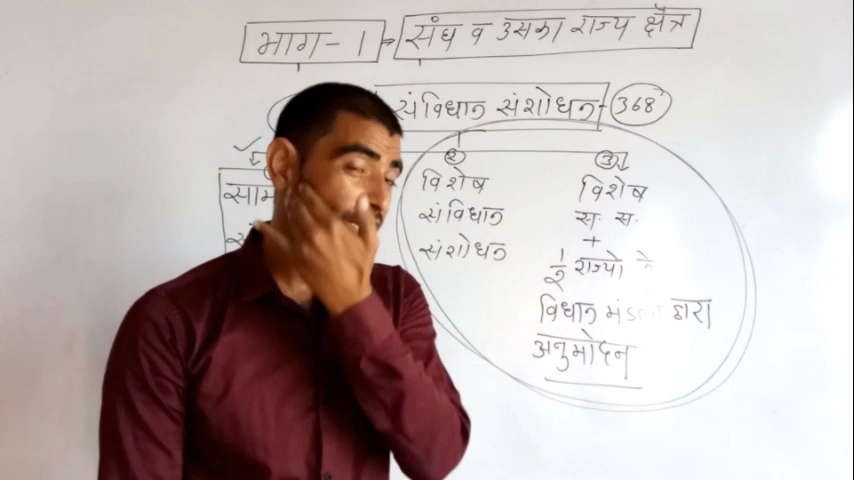 भाग-1 → संघ व उसका राज्य क्षेत्र
संविधान संशोधन - 368
② ③
विशेष
संविधान
संशोधन
विशेष
स. स.
+
1/2 राज्यो के
विधान मंडलो द्वारा
अनुमोदन